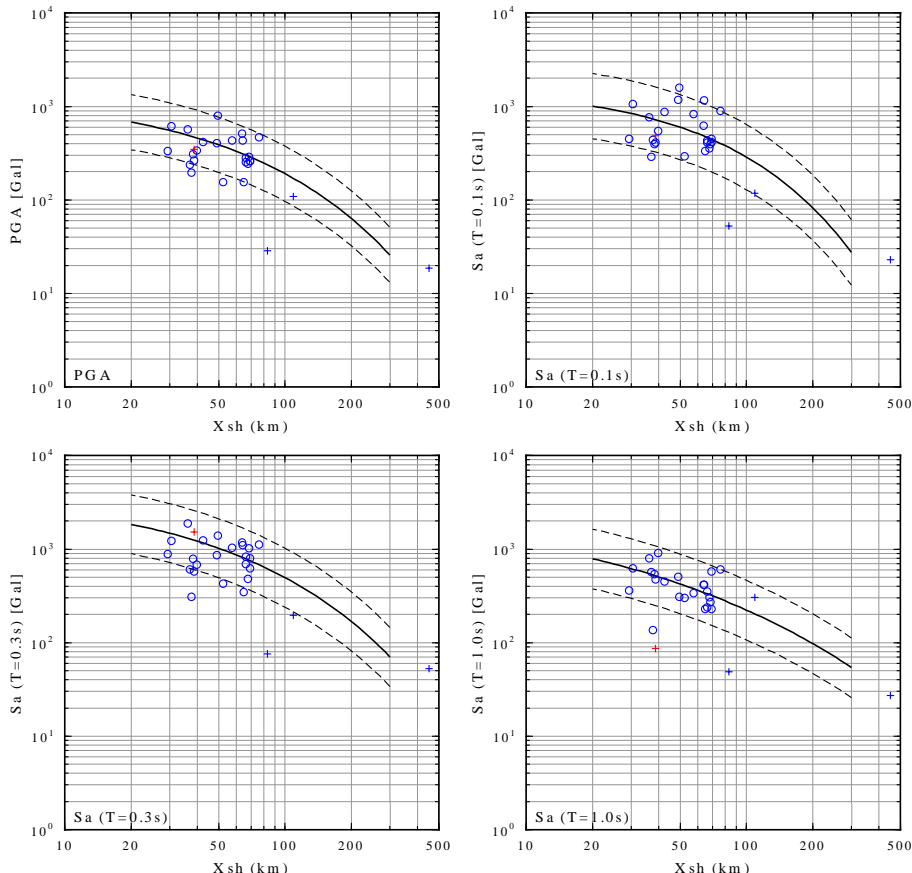 10^4
10^3
10^2
10^1
10^0
PGA [Gal]
PGA
10 20 50 100 200 500
Xsh (km)
10^4
10^3
10^2
10^1
10^0
Sa (T=0.1s) [Gal]
Sa (T=0.1s)
10 20 50 100 200 500
Xsh (km)
10^4
10^3
10^2
10^1
10^0
Sa (T=0.3s) [Gal]
Sa (T=0.3s)
10 20 50 100 200 500
Xsh (km)
10^4
10^3
10^2
10^1
10^0
Sa (T=1.0s) [Gal]
Sa (T=1.0s)
10 20 50 100 200 500
Xsh (km)